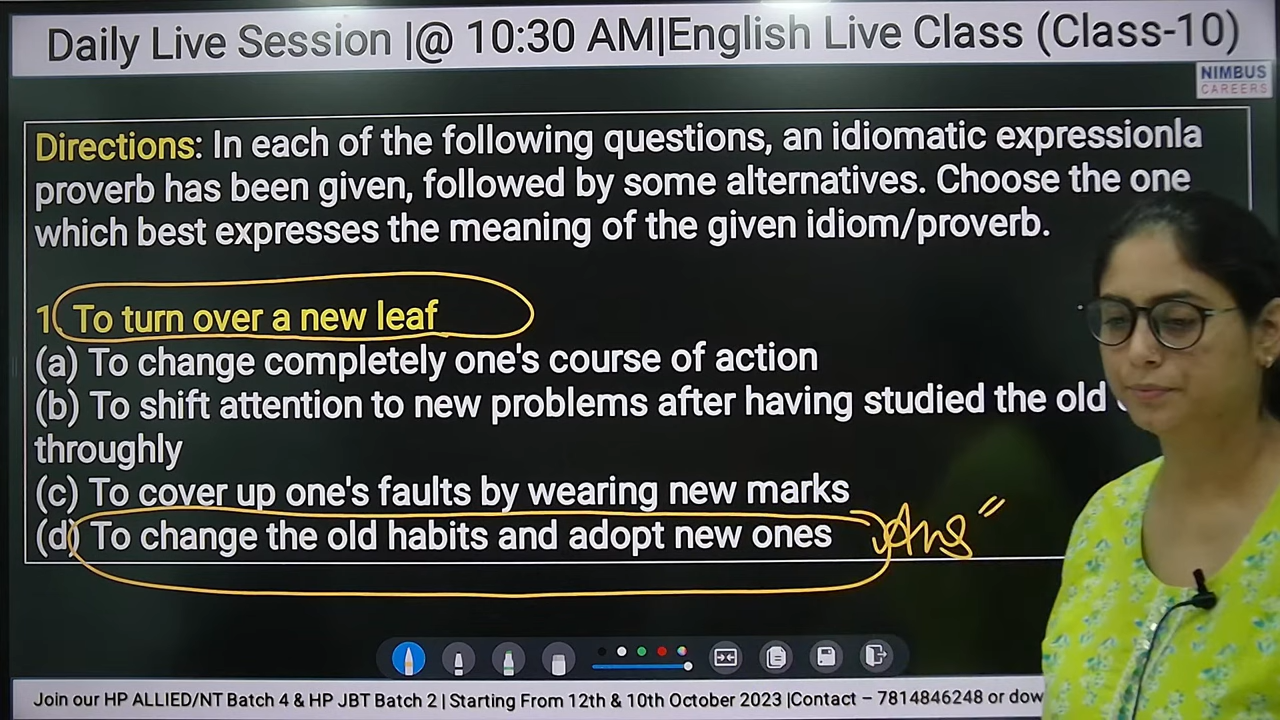 Daily Live Session |@ 10:30 AM|English Live Class (Class-10)
NIMBUS
CAREERS
Directions: In each of the following questions, an idiomatic expressionla
proverb has been given, followed by some alternatives. Choose the one
which best expresses the meaning of the given idiom/proverb.
1. To turn over a new leaf
(a) To change completely one's course of action
(b) To shift attention to new problems after having studied the old
throughly
(c) To cover up one's faults by wearing new marks
(d) To change the old habits and adopt new ones
Ans
Join our HP ALLIED/NT Batch 4 & HP JBT Batch 2 | Starting From 12th & 10th October 2023 |Contact – 7814846248 or